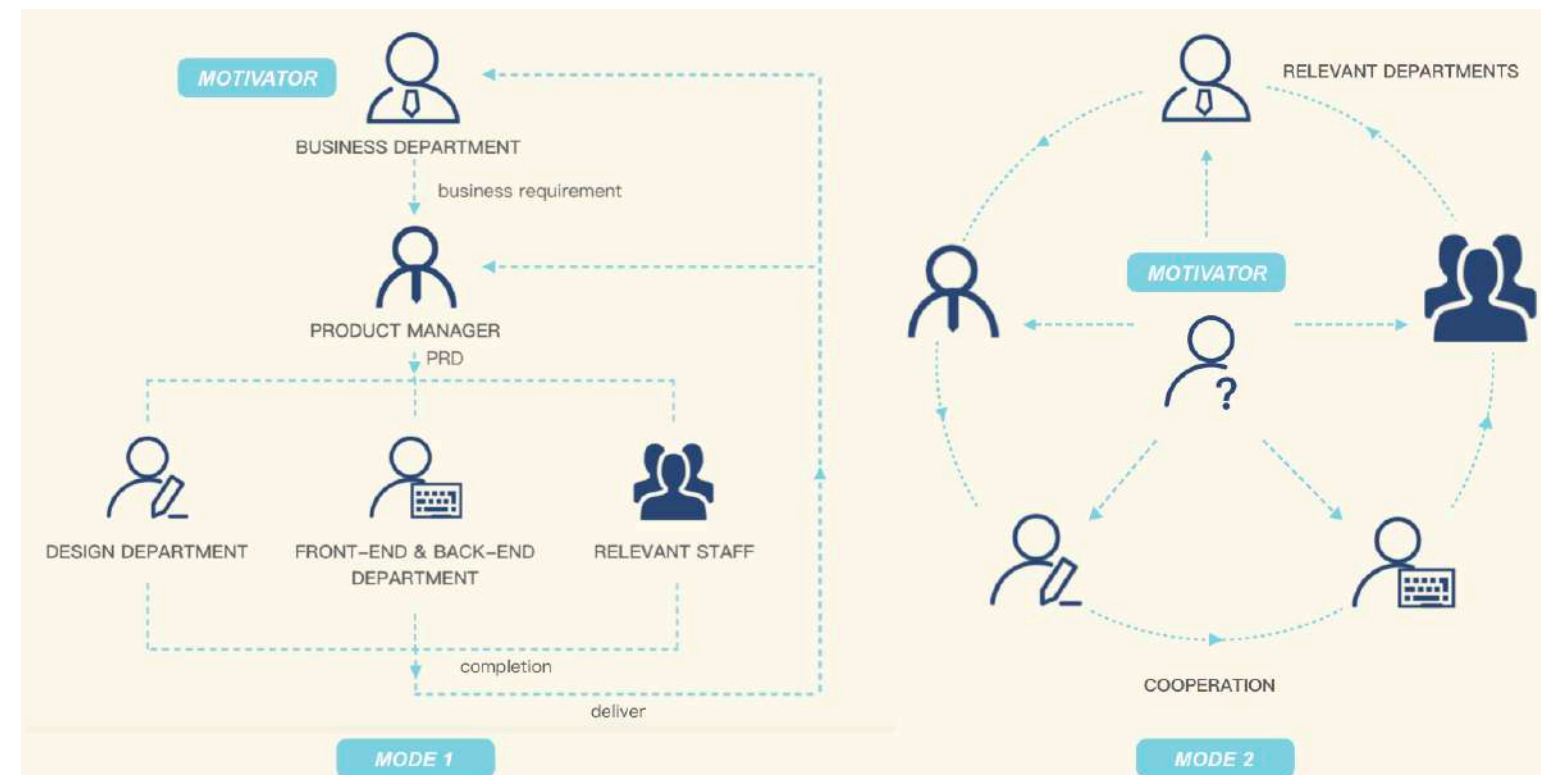 MOTIVATOR
BUSINESS DEPARTMENT
business requirement
PRODUCT MANAGER
PRD
DESIGN DEPARTMENT
FRONT-END & BACK-END
DEPARTMENT
RELEVANT STAFF
completion
deliver
MODE 1
RELEVANT DEPARTMENTS
MOTIVATOR
?
COOPERATION
MODE 2